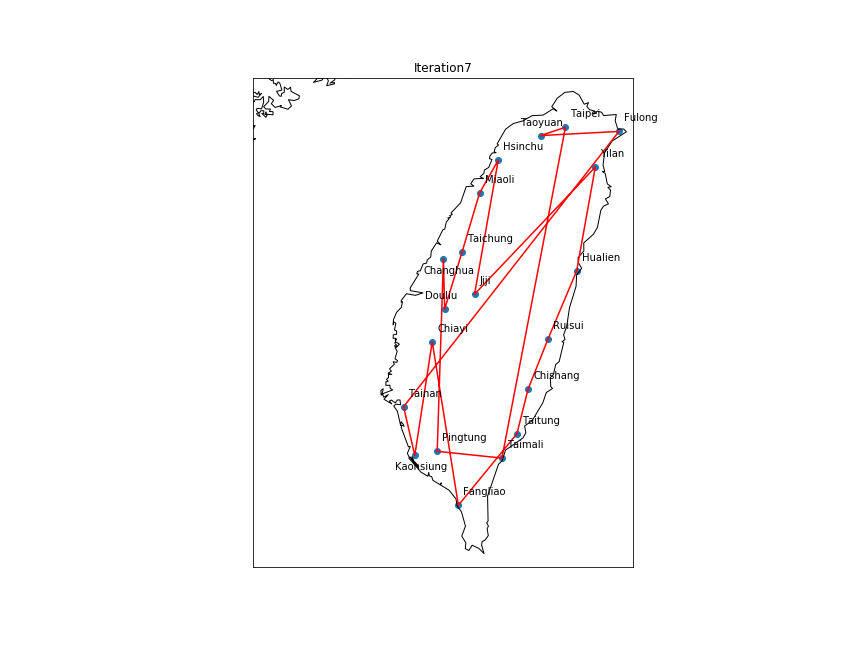 Iteration7
Taipei
Fulong
Taoyuan
Hsinchu
Yilan
Miaoli
Taichung
Hualien
Changhua
Jiji
Douliu
Chiayi
Ruisui
Chishang
Tainan
Taitung
Pingtung
Taimali
Kaohsiung
Fangliao